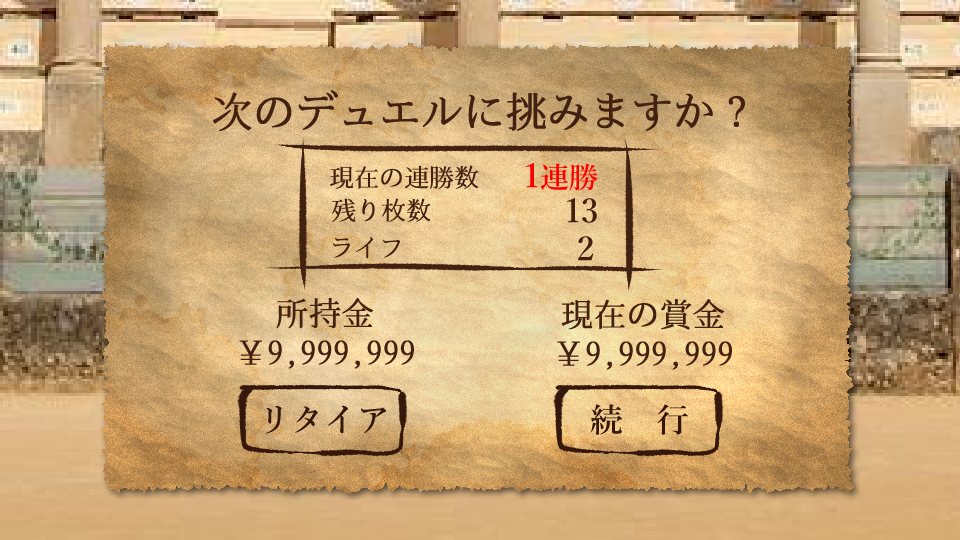 次のデュエルに挑みますか？
現在の連勝数 1連勝
残り枚数 13
ライフ 2
所持金 現在の賞金
￥9,999,999 ￥9,999,999
リタイア 続　行